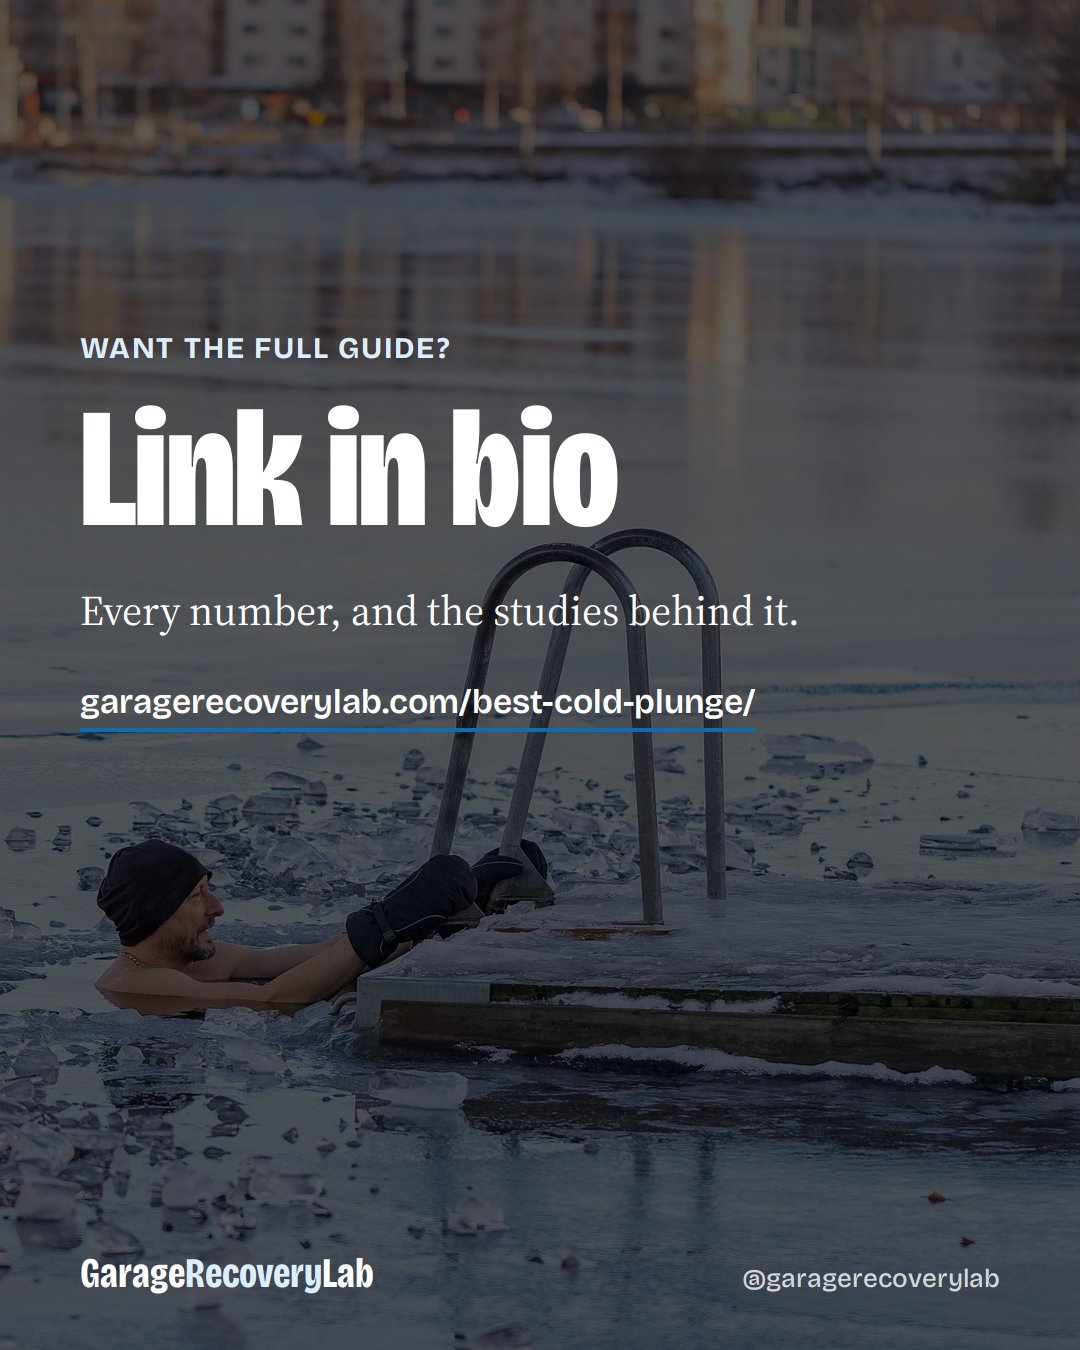 WANT THE FULL GUIDE?
Link in bio
Every number, and the studies behind it.
garagerecoverylab.com/best-cold-plunge/
GarageRecoveryLab
@garagerecoverylab